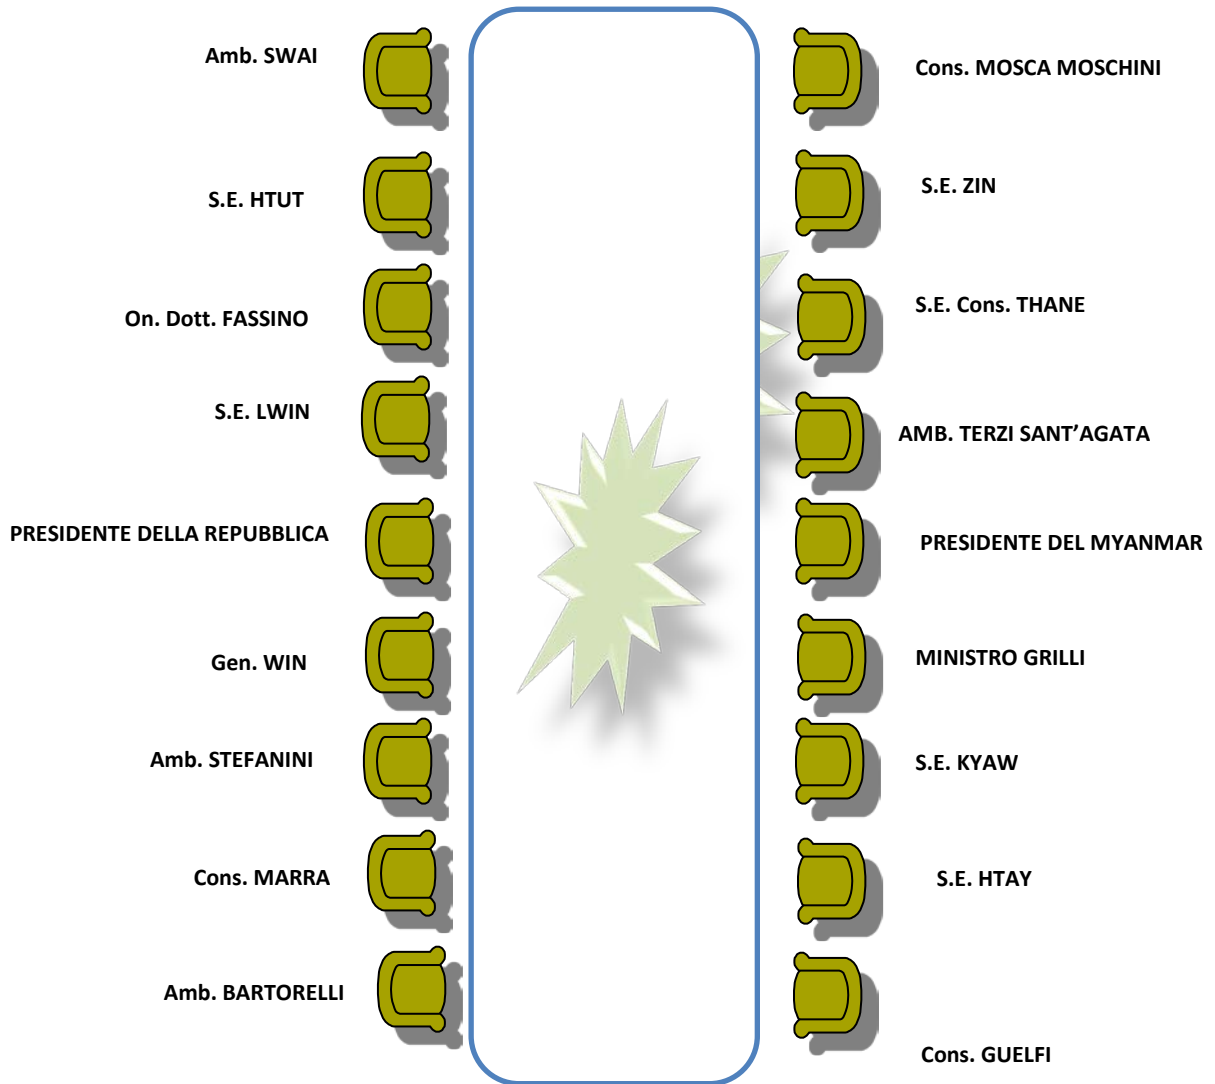 Amb. SWAI
Cons. MOSCA MOSCHINI
S.E. HTUT
S.E. ZIN
On. Dott. FASSINO
S.E. Cons. THANE
S.E. LWIN
AMB. TERZI SANT’AGATA
PRESIDENTE DELLA REPUBBLICA
PRESIDENTE DEL MYANMAR
Gen. WIN
MINISTRO GRILLI
Amb. STEFANINI
S.E. KYAW
Cons. MARRA
S.E. HTAY
Amb. BARTORELLI
Cons. GUELFI